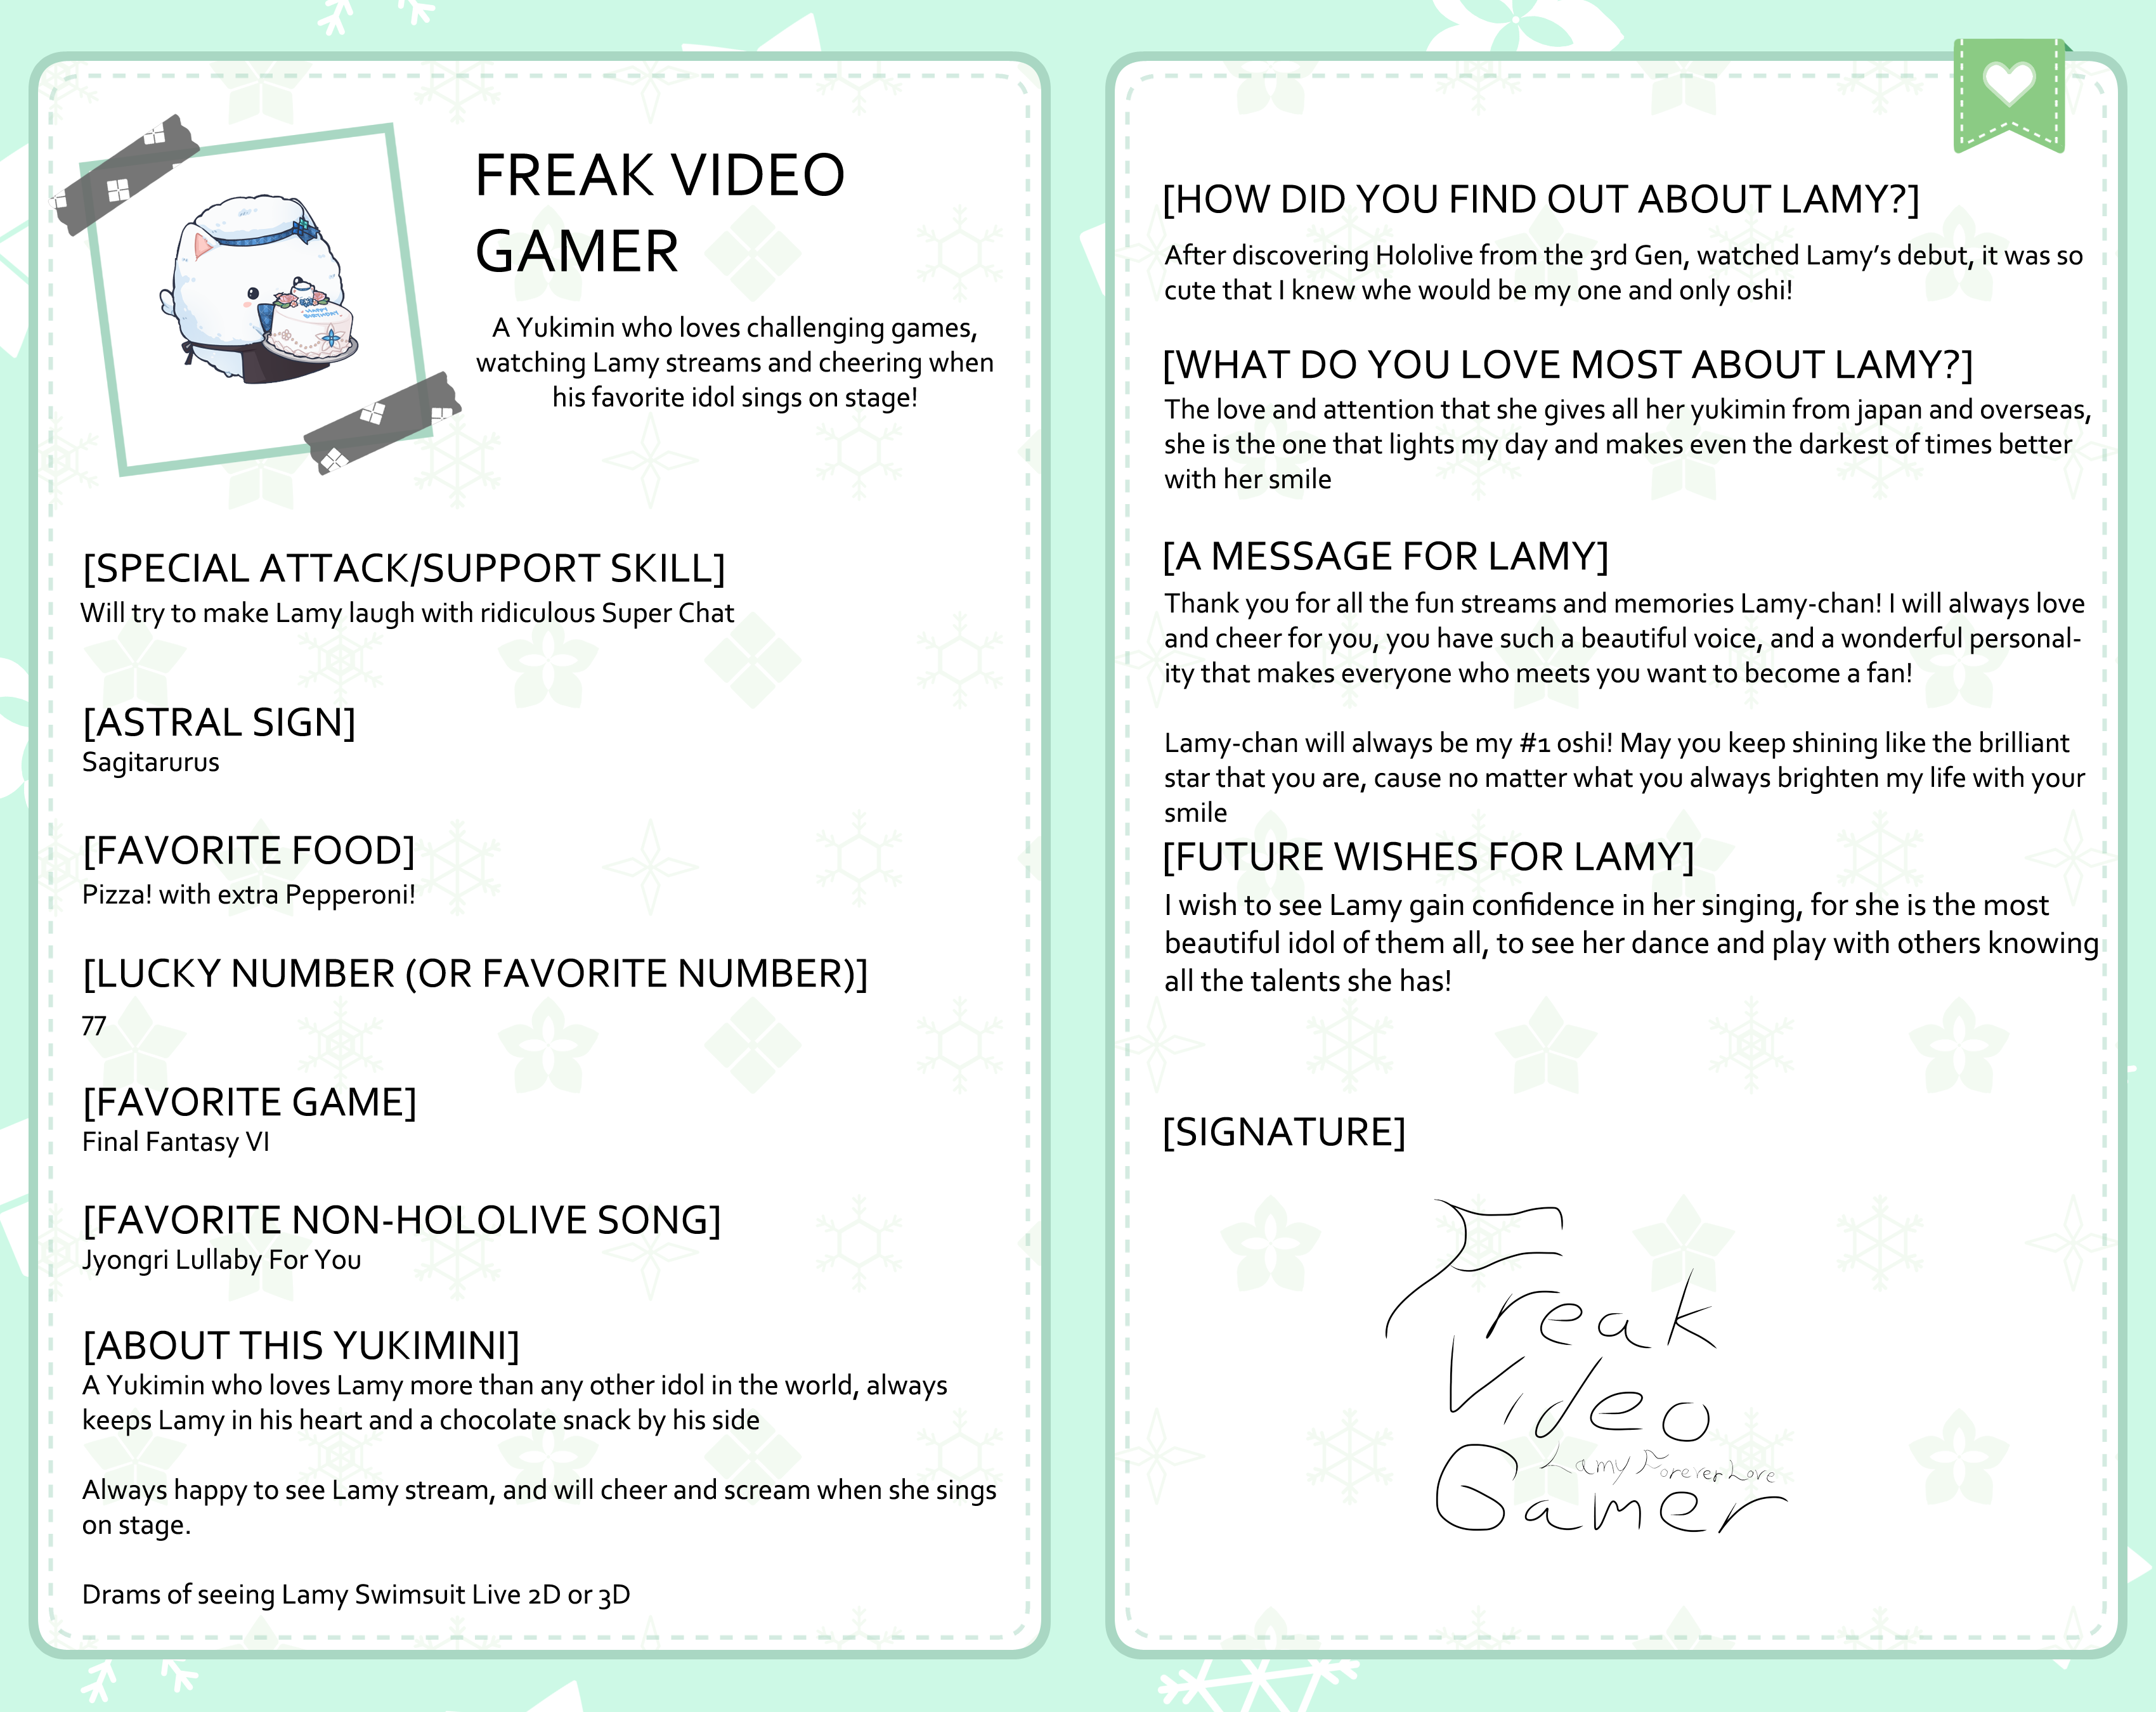 FREAK VIDEO
GAMER
A Yukimin who loves challenging games,
watching Lamy streams and cheering when
his favorite idol sings on stage!
HAPPY
BIRTHDAY
[SPECIAL ATTACK/SUPPORT SKILL]
Will try to make Lamy laugh with ridiculous Super Chat
[ASTRAL SIGN]
Sagitarurus
[FAVORITE FOOD]
Pizza! with extra Pepperoni!
[LUCKY NUMBER (OR FAVORITE NUMBER)]
77
[FAVORITE GAME]
Final Fantasy VI
[FAVORITE NON-HOLOLIVE SONG]
Jyongri Lullaby For You
[ABOUT THIS YUKIMINI]
A Yukimin who loves Lamy more than any other idol in the world, always
keeps Lamy in his heart and a chocolate snack by his side
Always happy to see Lamy stream, and will cheer and scream when she sings
on stage.
Drams of seeing Lamy Swimsuit Live 2D or 3D
[HOW DID YOU FIND OUT ABOUT LAMY?]
After discovering Hololive from the 3rd Gen, watched Lamy’s debut, it was so
cute that I knew whe would be my one and only oshi!
[WHAT DO YOU LOVE MOST ABOUT LAMY?]
The love and attention that she gives all her yukimin from japan and overseas,
she is the one that lights my day and makes even the darkest of times better
with her smile
[A MESSAGE FOR LAMY]
Thank you for all the fun streams and memories Lamy-chan! I will always love
and cheer for you, you have such a beautiful voice, and a wonderful personal-
ity that makes everyone who meets you want to become a fan!
Lamy-chan will always be my #1 oshi! May you keep shining like the brilliant
star that you are, cause no matter what you always brighten my life with your
smile
[FUTURE WISHES FOR LAMY]
I wish to see Lamy gain confidence in her singing, for she is the most
beautiful idol of them all, to see her dance and play with others knowing
all the talents she has!
[SIGNATURE]
Freak
Video
Lamy Forever Love
Gamer